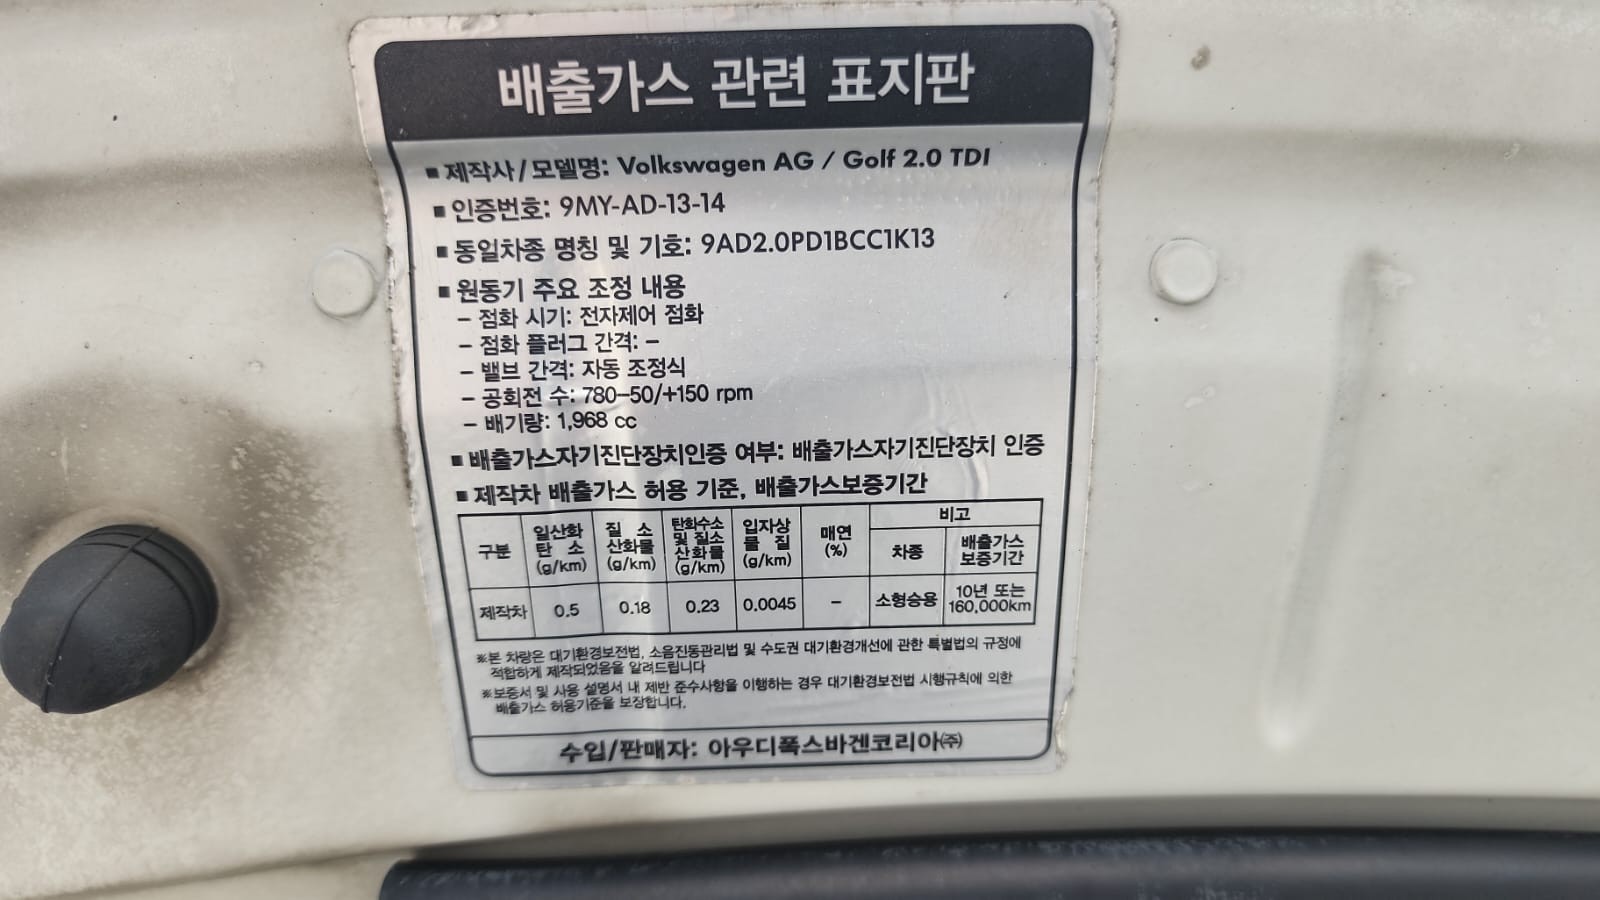 배출가스 관련 표지판
■ 제작사/모델명: Volkswagen AG / Golf 2.0 TDI
■ 인증번호: 9MY-AD-13-14
■ 동일차종 명칭 및 기호: 9AD2.0PD1BCC1K13
■ 원동기 주요 조정 내용
– 점화 시기: 전자제어 점화
– 점화 플러그 간격: –
– 밸브 간격: 자동 조정식
– 공회전 수: 780–50/+150 rpm
– 배기량: 1,968 cc
■ 배출가스자기진단장치인증 여부: 배출가스자기진단장치 인증
■ 제작차 배출가스 허용 기준, 배출가스보증기간
구분 일산화탄소 (g/km) 질소산화물 (g/km) 탄화수소 및 질소산화물 (g/km) 입자상물질 (g/km) 매연 (%) 비고
차종 배출가스 보증기간
제작차 0.5 0.18 0.23 0.0045 – 소형승용 10년 또는 160,000km
※본 차량은 대기환경보전법, 소음진동관리법 및 수도권 대기환경개선에 관한 특별법의 규정에
적합하게 제작되었음을 알려드립니다
※보증서 및 사용 설명서 내 제반 준수사항을 이행하는 경우 대기환경보전법 시행규칙에 의한
배출가스 허용기준을 보장합니다.
수입/판매자: 아우디폭스바겐코리아㈜